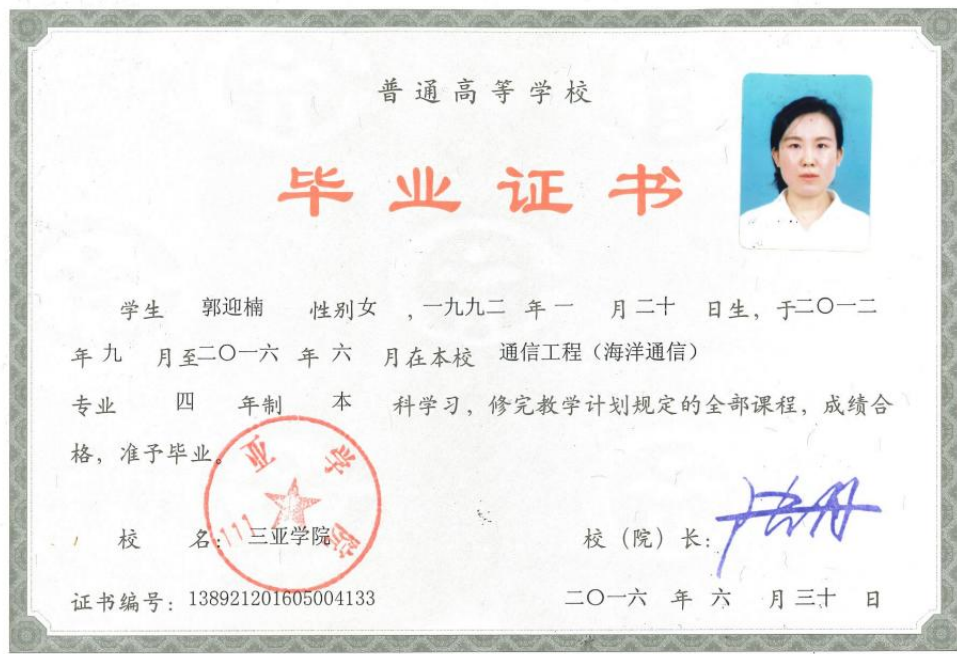 普通高等学校
毕业证书
学生 郭迎楠 性别女 ，一九九二 年 一 月二十 日生，于二〇一二
年 九 月至二〇一六 年 六 月在本校 通信工程（海洋通信）
专业 四 年制 本 科学习，修完教学计划规定的全部课程，成绩合
格，准予毕业。
三亚学院
校 名：三亚学院 校（院）长：
证书编号：138921201605004133 二〇一六 年 六 月三十 日